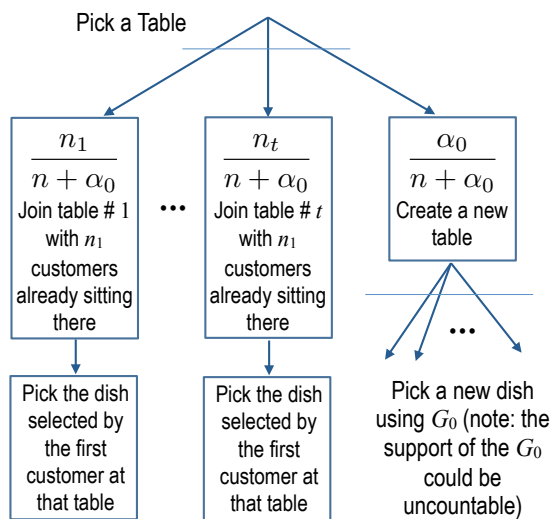 Pick a Table
n₁ / (n + α₀)
Join table # 1
with n₁
customers
already sitting
there
...
nₜ / (n + α₀)
Join table # t
with n₁
customers
already sitting
there
α₀ / (n + α₀)
Create a new
table
...
Pick the dish
selected by
the first
customer at
that table
Pick the dish
selected by
the first
customer at
that table
Pick a new dish
using G₀ (note: the
support of the G₀
could be
uncountable)